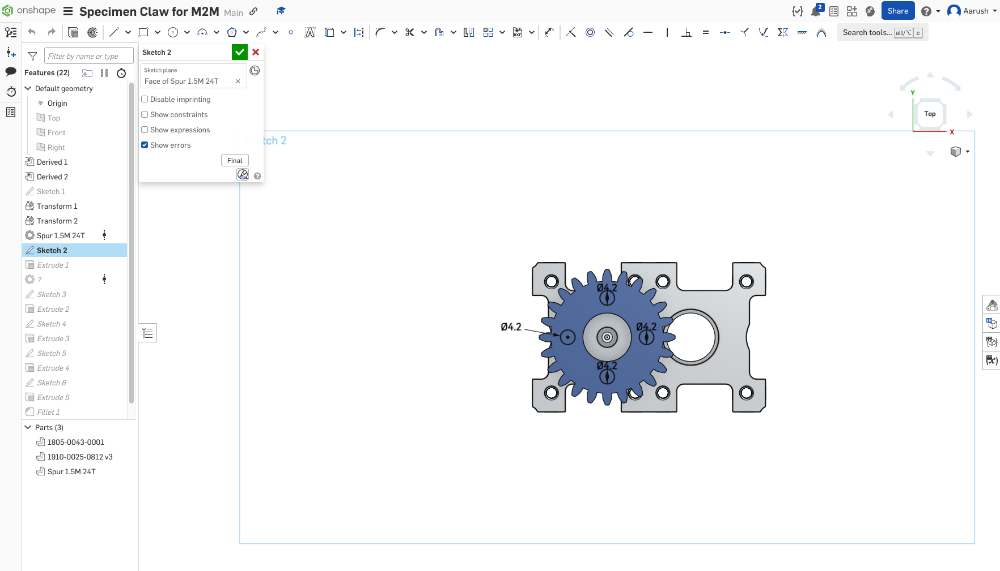 onshape
Specimen Claw for M2M Main
2
Share
Aarush
Search tools... alt/⌥ c
Filter by name or type
Features (22)
Default geometry
Origin
Top
Front
Right
Derived 1
Derived 2
Sketch 1
Transform 1
Transform 2
Spur 1.5M 24T
Sketch 2
Extrude 1
?
Sketch 3
Extrude 2
Sketch 4
Extrude 3
Sketch 5
Extrude 4
Sketch 6
Extrude 5
Fillet 1
Parts (3)
1805-0043-0001
1910-0025-0812 v3
Spur 1.5M 24T
Sketch 2
Sketch plane
Face of Spur 1.5M 24T
Disable imprinting
Show constraints
Show expressions
Show errors
Final
Sketch 2
Y
Top
X
Ø4.2
Ø4.2
Ø4.2
Ø4.2